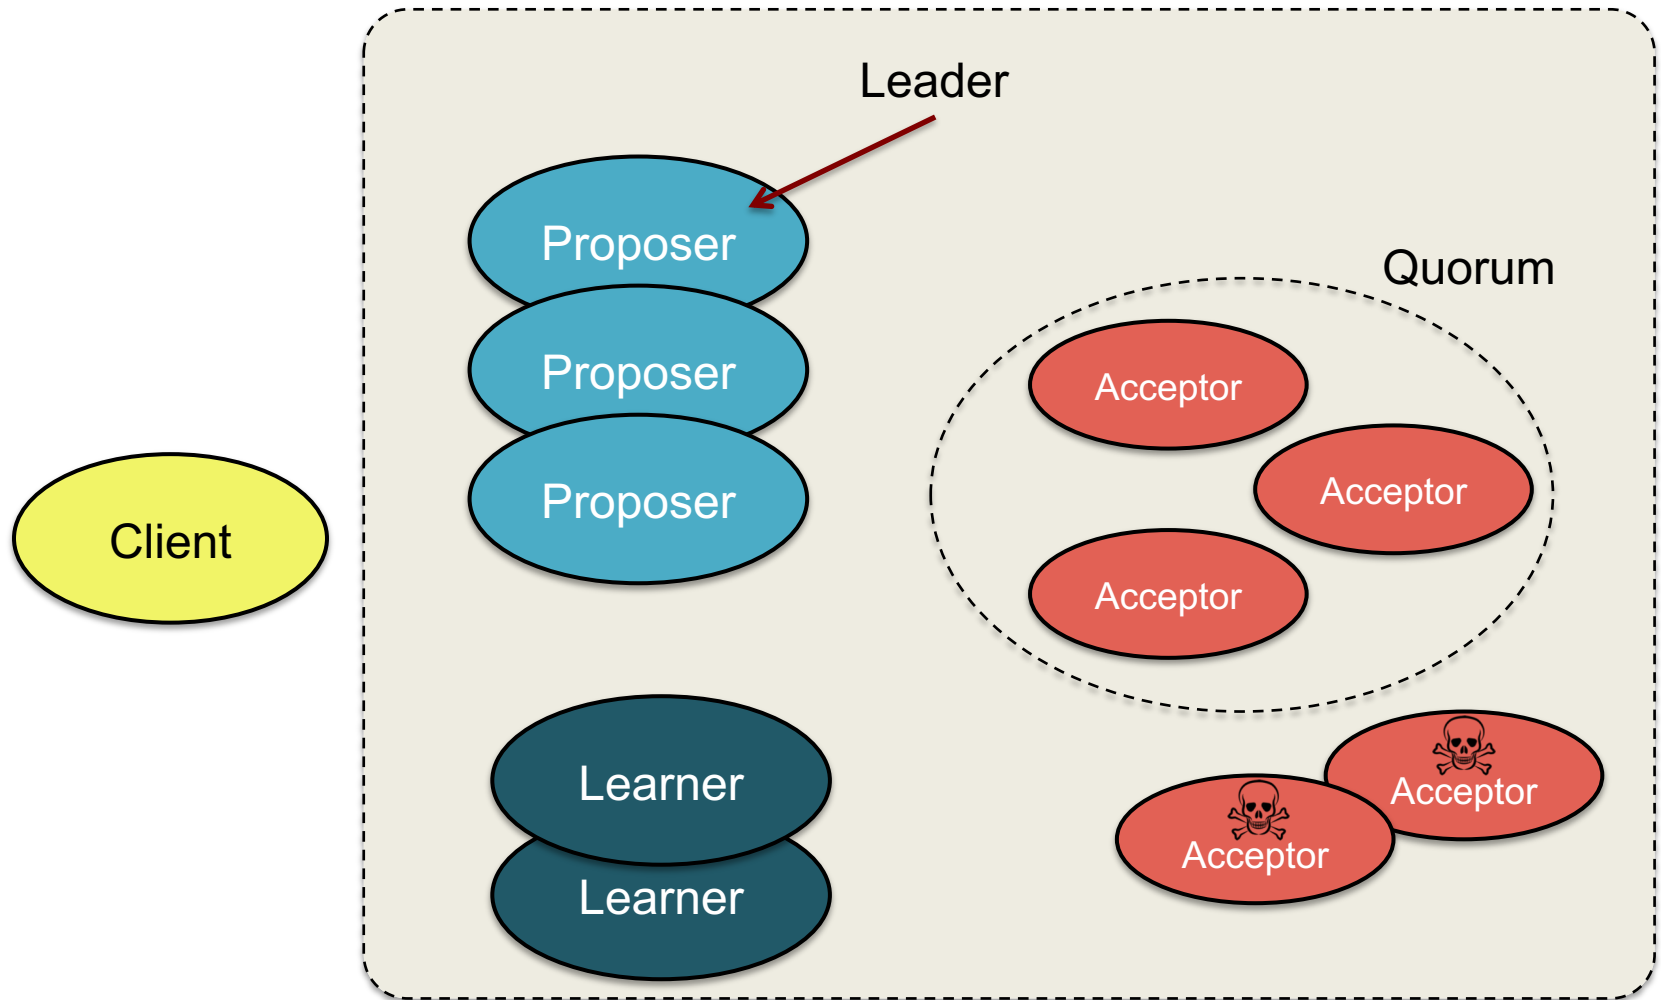 Leader
Proposer
Quorum
Proposer
Acceptor
Acceptor
Proposer
Client
Acceptor
Learner
Acceptor
Acceptor
Learner